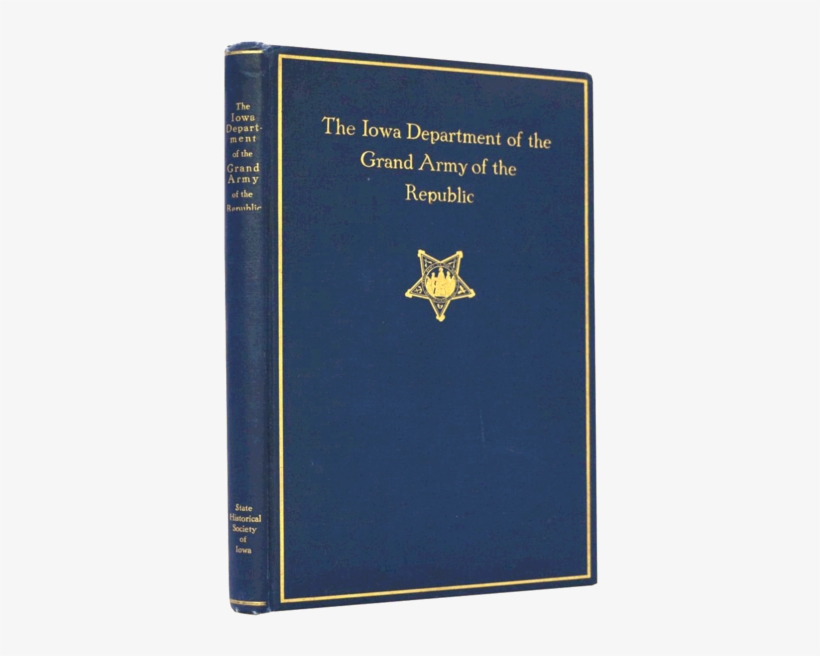 The
Iowa
Depart-
ment
of the
Grand
Army
of the
Republic
State
Historical
Society
of
Iowa
The Iowa Department of the
Grand Army of the
Republic